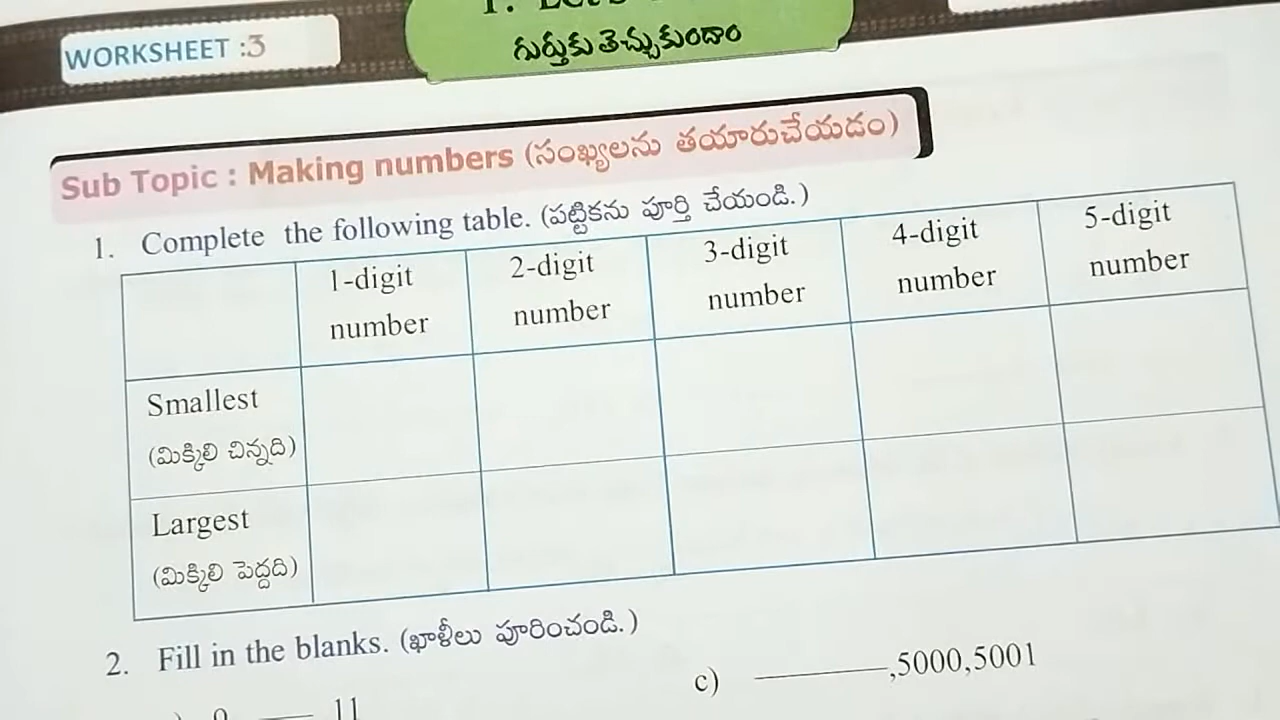 WORKSHEET :3
గుర్తుకు తెచ్చుకుందాం
Sub Topic : Making numbers (సంఖ్యలను తయారుచేయడం)
1. Complete the following table. (పట్టికను పూర్తి చేయండి.)
1-digit number
2-digit number
3-digit number
4-digit number
5-digit number
Smallest
(మిక్కిలి చిన్నది)
Largest
(మిక్కిలి పెద్దది)
2. Fill in the blanks. (ఖాళీలు పూరించండి.)
c) ———,5000,5001
11